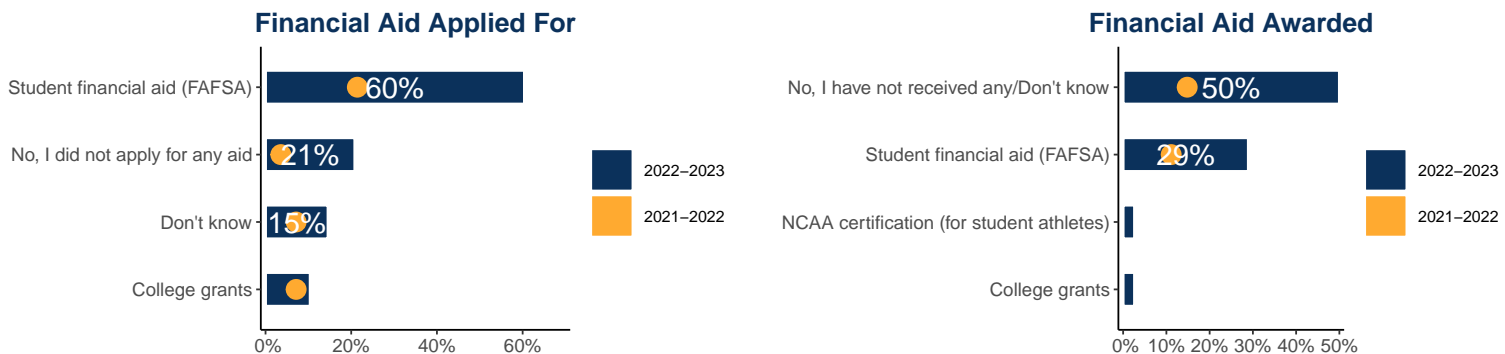 Financial Aid Applied For
Student financial aid (FAFSA)
60%
No, I did not apply for any aid
21%
Don't know
15%
College grants
0%
20%
40%
60%
2022−2023
2021−2022
Financial Aid Awarded
No, I have not received any/Don't know
50%
Student financial aid (FAFSA)
29%
NCAA certification (for student athletes)
College grants
0%
10%
20%
30%
40%
50%
2022−2023
2021−2022